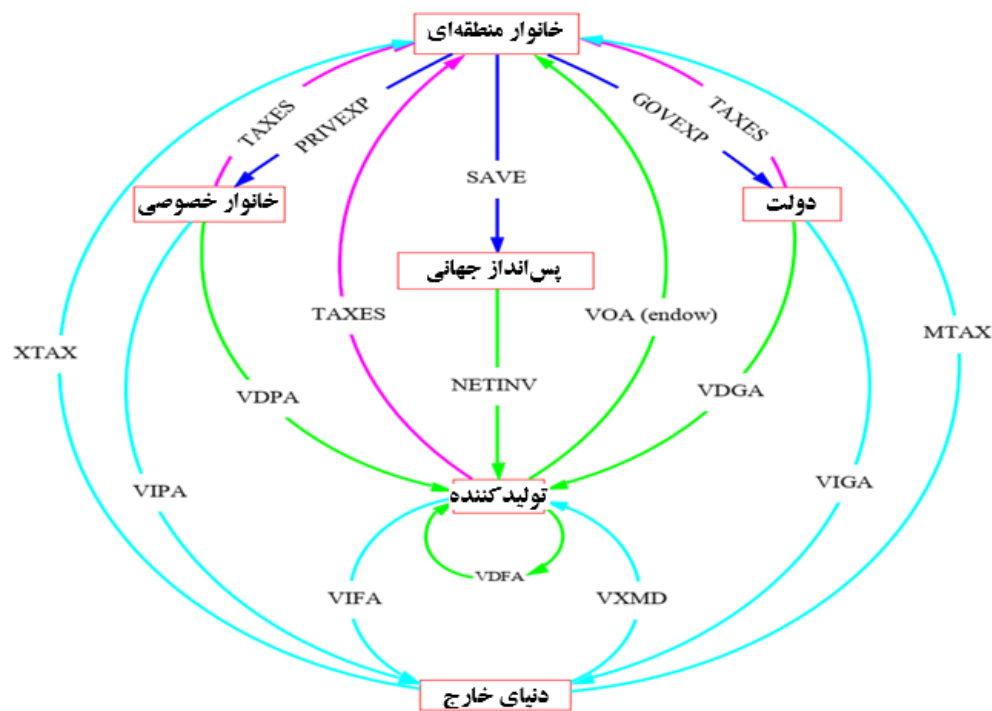 خانوار منطقه‌ای
TAXES
PRIVEXP
GOVEXP
TAXES
SAVE
خانوار خصوصی
دولت
پس‌انداز جهانی
TAXES
VOA (endow)
XTAX
MTAX
NETINV
VDPA
VDGA
VIPA
VIGA
تولیدکننده
VDFA
VIFA
VXMD
دنیای خارج